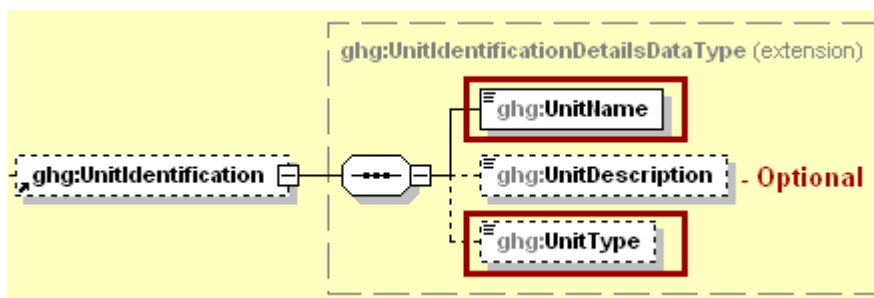 ghg:UnitIdentificationDetailsDataType (extension)
ghg:UnitName
ghg:UnitIdentification
ghg:UnitDescription - Optional
ghg:UnitType